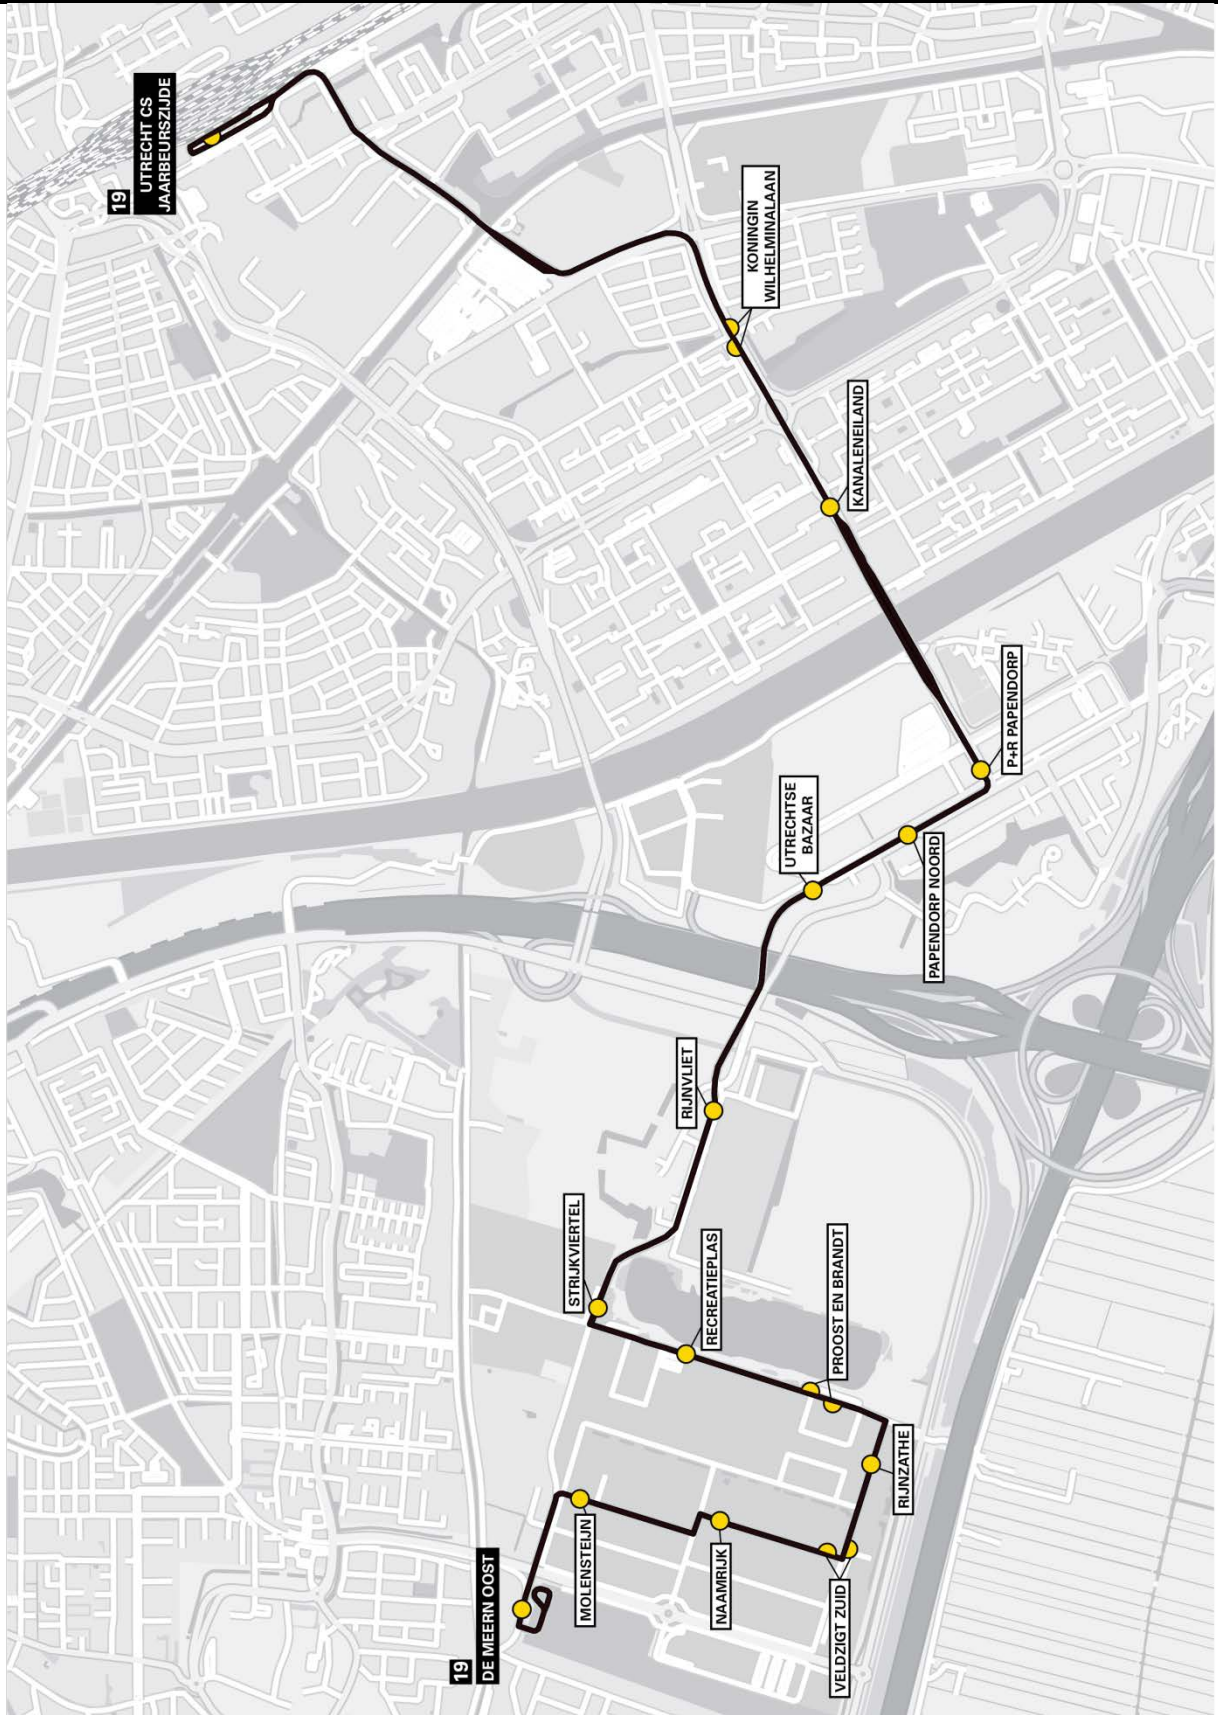 19
UTRECHT CS
JAARBEURSZIJDE
KONINGIN
WILHELMINALAAN
KANALENEILAND
P+R PAPENDORP
PAPENDORP NOORD
UTRECHTSE
BAZAAR
RIJNVLIET
STRIJKVIERTEL
RECREATIEPLAS
PROOST EN BRANDT
RIJNZATHE
VELDZIGT ZUID
NAAMRIJK
MOLENSTEIJN
19
DE MEERN OOST